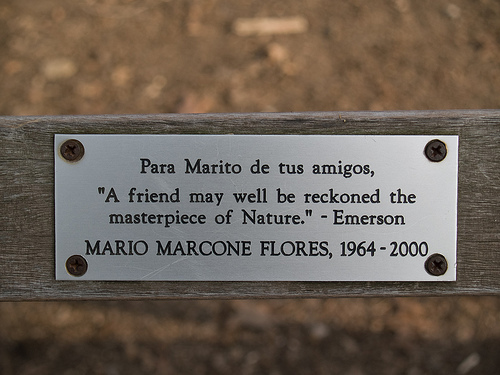 Para Marito de tus amigos,
"A friend may well be reckoned the
masterpiece of Nature." - Emerson
MARIO MARCONE FLORES, 1964 - 2000